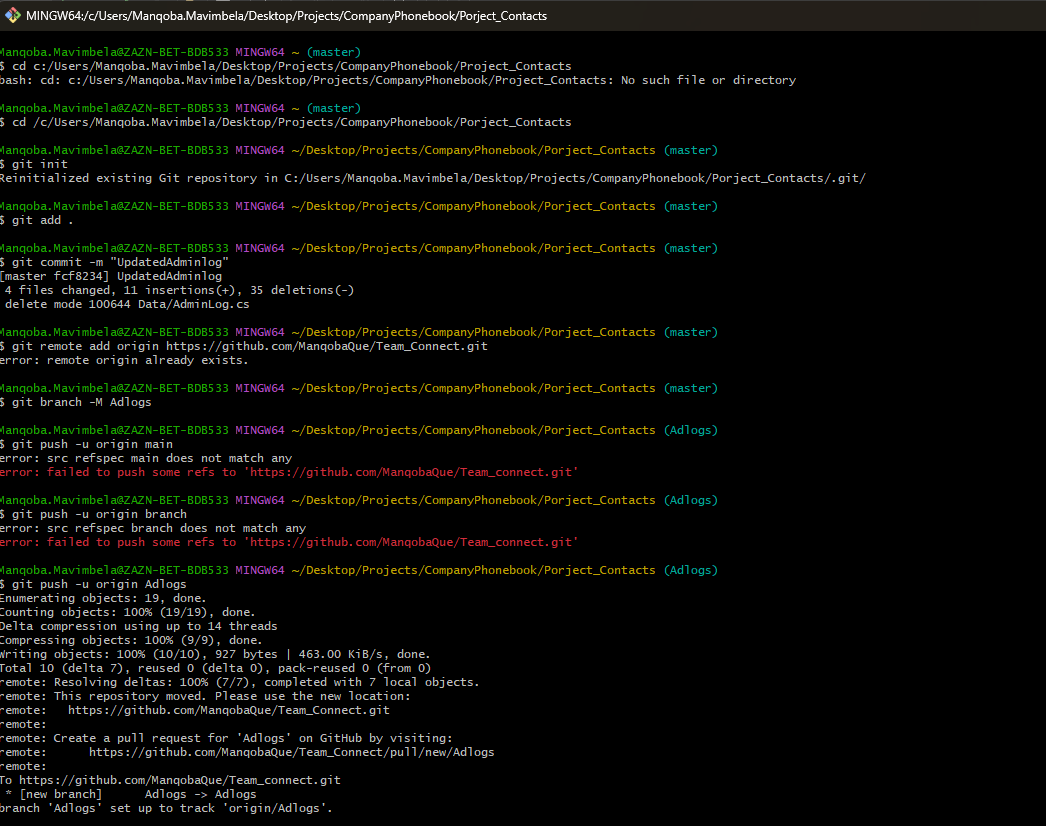 MINGW64:/c/Users/Manqoba.Mavimbela/Desktop/Projects/CompanyPhonebook/Porject_Contacts
Manqoba.Mavimbela@ZAZN-BET-BDB533 MINGW64 ~ (master)
$ cd c:/Users/Manqoba.Mavimbela/Desktop/Projects/CompanyPhonebook/Project_Contacts
bash: cd: c:/Users/Manqoba.Mavimbela/Desktop/Projects/CompanyPhonebook/Project_Contacts: No such file or directory
Manqoba.Mavimbela@ZAZN-BET-BDB533 MINGW64 ~ (master)
$ cd /c/Users/Manqoba.Mavimbela/Desktop/Projects/CompanyPhonebook/Porject_Contacts
Manqoba.Mavimbela@ZAZN-BET-BDB533 MINGW64 ~/Desktop/Projects/CompanyPhonebook/Porject_Contacts (master)
$ git init
Reinitialized existing Git repository in C:/Users/Manqoba.Mavimbela/Desktop/Projects/CompanyPhonebook/Porject_Contacts/.git/
Manqoba.Mavimbela@ZAZN-BET-BDB533 MINGW64 ~/Desktop/Projects/CompanyPhonebook/Porject_Contacts (master)
$ git add .
Manqoba.Mavimbela@ZAZN-BET-BDB533 MINGW64 ~/Desktop/Projects/CompanyPhonebook/Porject_Contacts (master)
$ git commit -m "UpdatedAdminlog"
[master fcf8234] UpdatedAdminlog
4 files changed, 11 insertions(+), 35 deletions(-)
delete mode 100644 Data/AdminLog.cs
Manqoba.Mavimbela@ZAZN-BET-BDB533 MINGW64 ~/Desktop/Projects/CompanyPhonebook/Porject_Contacts (master)
$ git remote add origin https://github.com/ManqobaQue/Team_Connect.git
error: remote origin already exists.
Manqoba.Mavimbela@ZAZN-BET-BDB533 MINGW64 ~/Desktop/Projects/CompanyPhonebook/Porject_Contacts (master)
$ git branch -M Adlogs
Manqoba.Mavimbela@ZAZN-BET-BDB533 MINGW64 ~/Desktop/Projects/CompanyPhonebook/Porject_Contacts (Adlogs)
$ git push -u origin main
error: src refspec main does not match any
error: failed to push some refs to 'https://github.com/ManqobaQue/Team_connect.git'
Manqoba.Mavimbela@ZAZN-BET-BDB533 MINGW64 ~/Desktop/Projects/CompanyPhonebook/Porject_Contacts (Adlogs)
$ git push -u origin branch
error: src refspec branch does not match any
error: failed to push some refs to 'https://github.com/ManqobaQue/Team_connect.git'
Manqoba.Mavimbela@ZAZN-BET-BDB533 MINGW64 ~/Desktop/Projects/CompanyPhonebook/Porject_Contacts (Adlogs)
$ git push -u origin Adlogs
Enumerating objects: 19, done.
Counting objects: 100% (19/19), done.
Delta compression using up to 14 threads
Compressing objects: 100% (9/9), done.
Writing objects: 100% (10/10), 927 bytes | 463.00 KiB/s, done.
Total 10 (delta 7), reused 0 (delta 0), pack-reused 0 (from 0)
remote: Resolving deltas: 100% (7/7), completed with 7 local objects.
remote: This repository moved. Please use the new location:
remote:   https://github.com/ManqobaQue/Team_Connect.git
remote:
remote: Create a pull request for 'Adlogs' on GitHub by visiting:
remote:      https://github.com/ManqobaQue/Team_Connect/pull/new/Adlogs
remote:
To https://github.com/ManqobaQue/Team_connect.git
* [new branch]      Adlogs -> Adlogs
branch 'Adlogs' set up to track 'origin/Adlogs'.